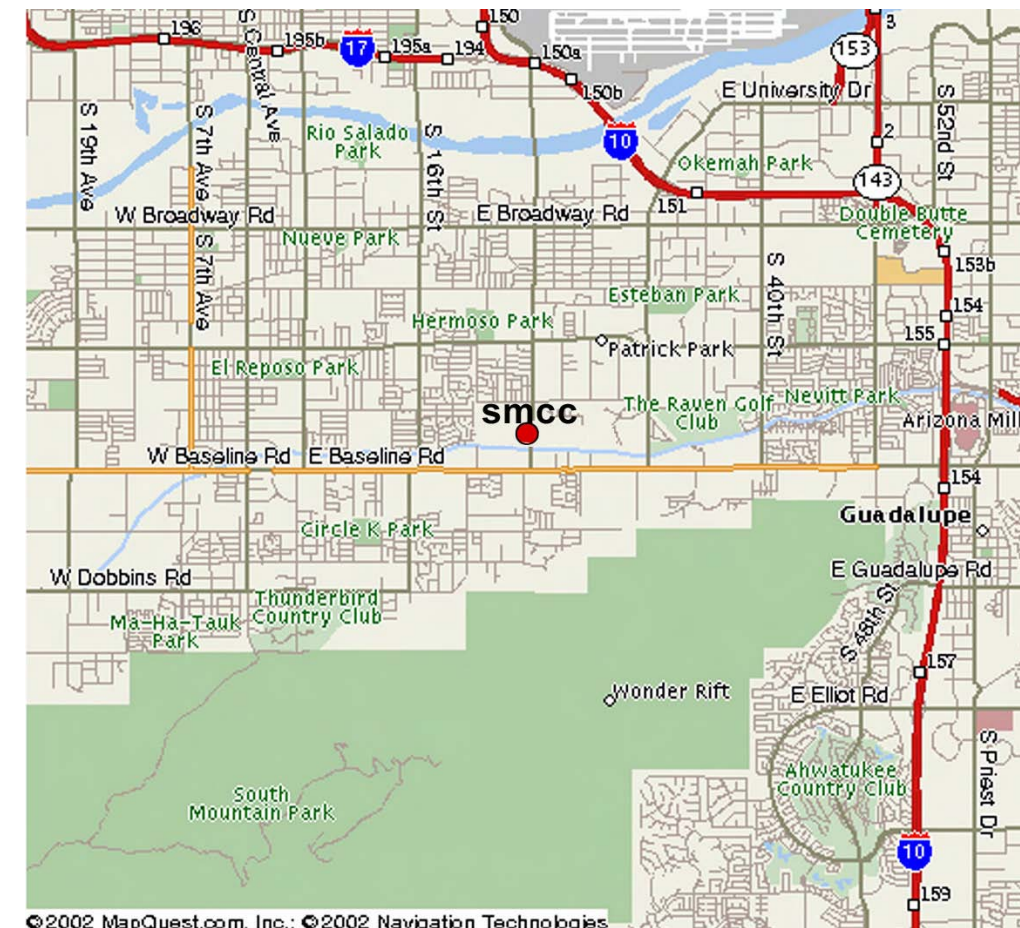 150
3
196
195b
17
195a
194
150a
153
150b
E University Dr
S Central Ave
S 19th Ave
S 7th Ave
Rio Salado
Park
S 16th St
10
2
S 52nd St
Okemah Park
143
151
W Broadway Rd
E Broadway Rd
Double Butte
Cemetery
Nueve Park
S 7th Ave
S 40th St
153b
Esteban Park
154
Hermoso Park
155
Patrick Park
El Reposo Park
smcc
The Raven Golf
Club
Nevitt Park
Arizona Mill
W Baseline Rd
E Baseline Rd
154
Guadalupe
Circle K Park
W Dobbins Rd
E Guadalupe Rd
Thunderbird
Country Club
Ma-Ha-Tauk
Park
S 48th St
157
Wonder Rift
E Elliot Rd
S Priest Dr
Ahwatukee
Country Club
South
Mountain Park
10
159
©2002 MapQuest.com, Inc.; ©2002 Navigation Technologies